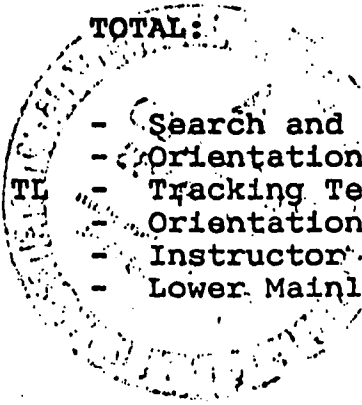 TOTAL:
- Search and
- Orientation
TL - Tracking Te
- Orientation
- Instructor
- Lower Mainl